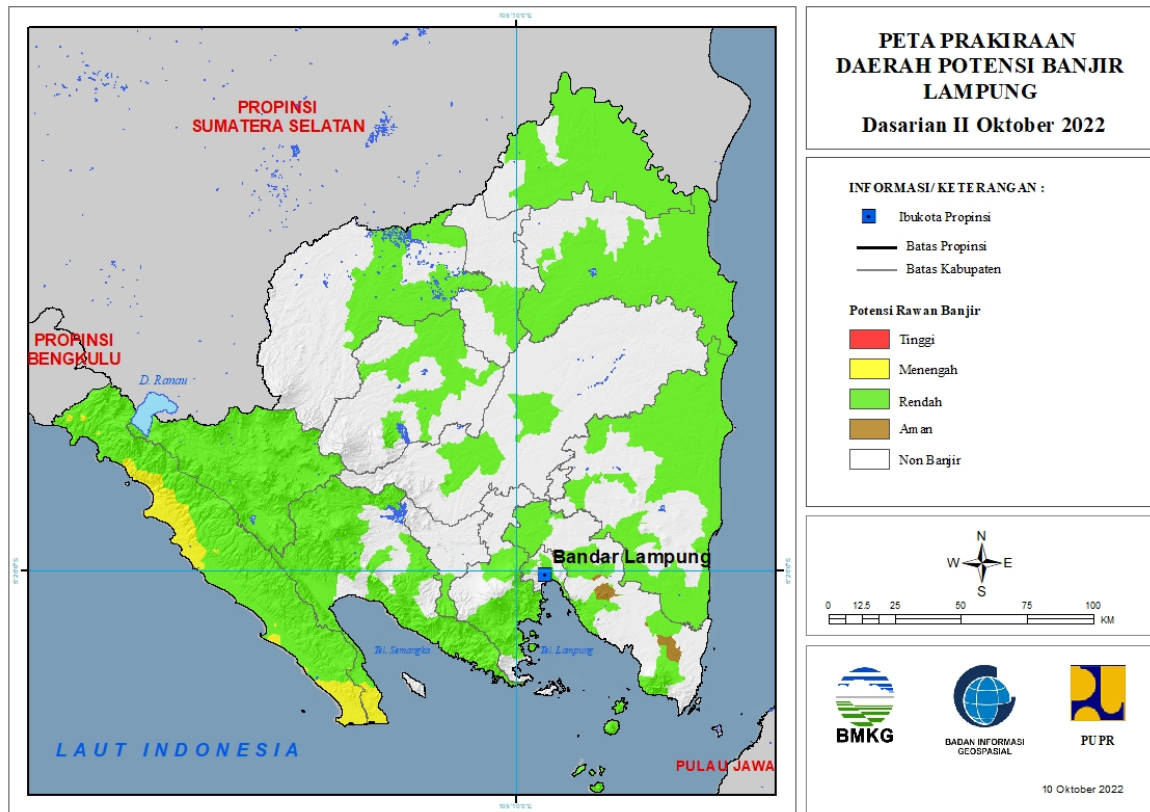 PROPINSI
SUMATERA SELATAN
PROPINSI
BENGKULU
D. Ranau
Bandar Lampung
Tel. Semangka
Tel. Lampung
LAUT INDONESIA
PULAU JAWA
PETA PRAKIRAAN
DAERAH POTENSI BANJIR
LAMPUNG
Dasarian II Oktober 2022
INFORMASI/ KETERANGAN :
Ibukota Propinsi
Batas Propinsi
Batas Kabupaten
Potensi Rawan Banjir
Tinggi
Menengah
Rendah
Aman
Non Banjir
N
W E
S
0 12.5 25 50 75 100
KM
BMKG
BADAN INFORMASI
GEOSPASIAL
PUPR
10 Oktober 2022